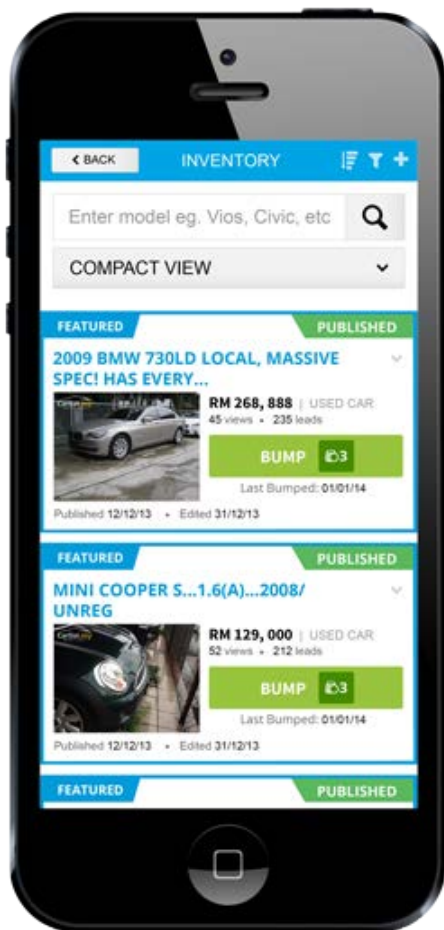 BACK
INVENTORY
Enter model eg. Vios, Civic, etc
COMPACT VIEW
FEATURED
PUBLISHED
2009 BMW 730LD LOCAL, MASSIVE
SPEC! HAS EVERY...
RM 268, 888 | USED CAR
45 views • 235 leads
BUMP 3
Last Bumped: 01/01/14
Published 12/12/13 • Edited 31/12/13
FEATURED
PUBLISHED
MINI COOPER S...1.6(A)...2008/
UNREG
RM 129, 000 | USED CAR
52 views • 212 leads
BUMP 3
Last Bumped: 01/01/14
Published 12/12/13 • Edited 31/12/13
FEATURED
PUBLISHED